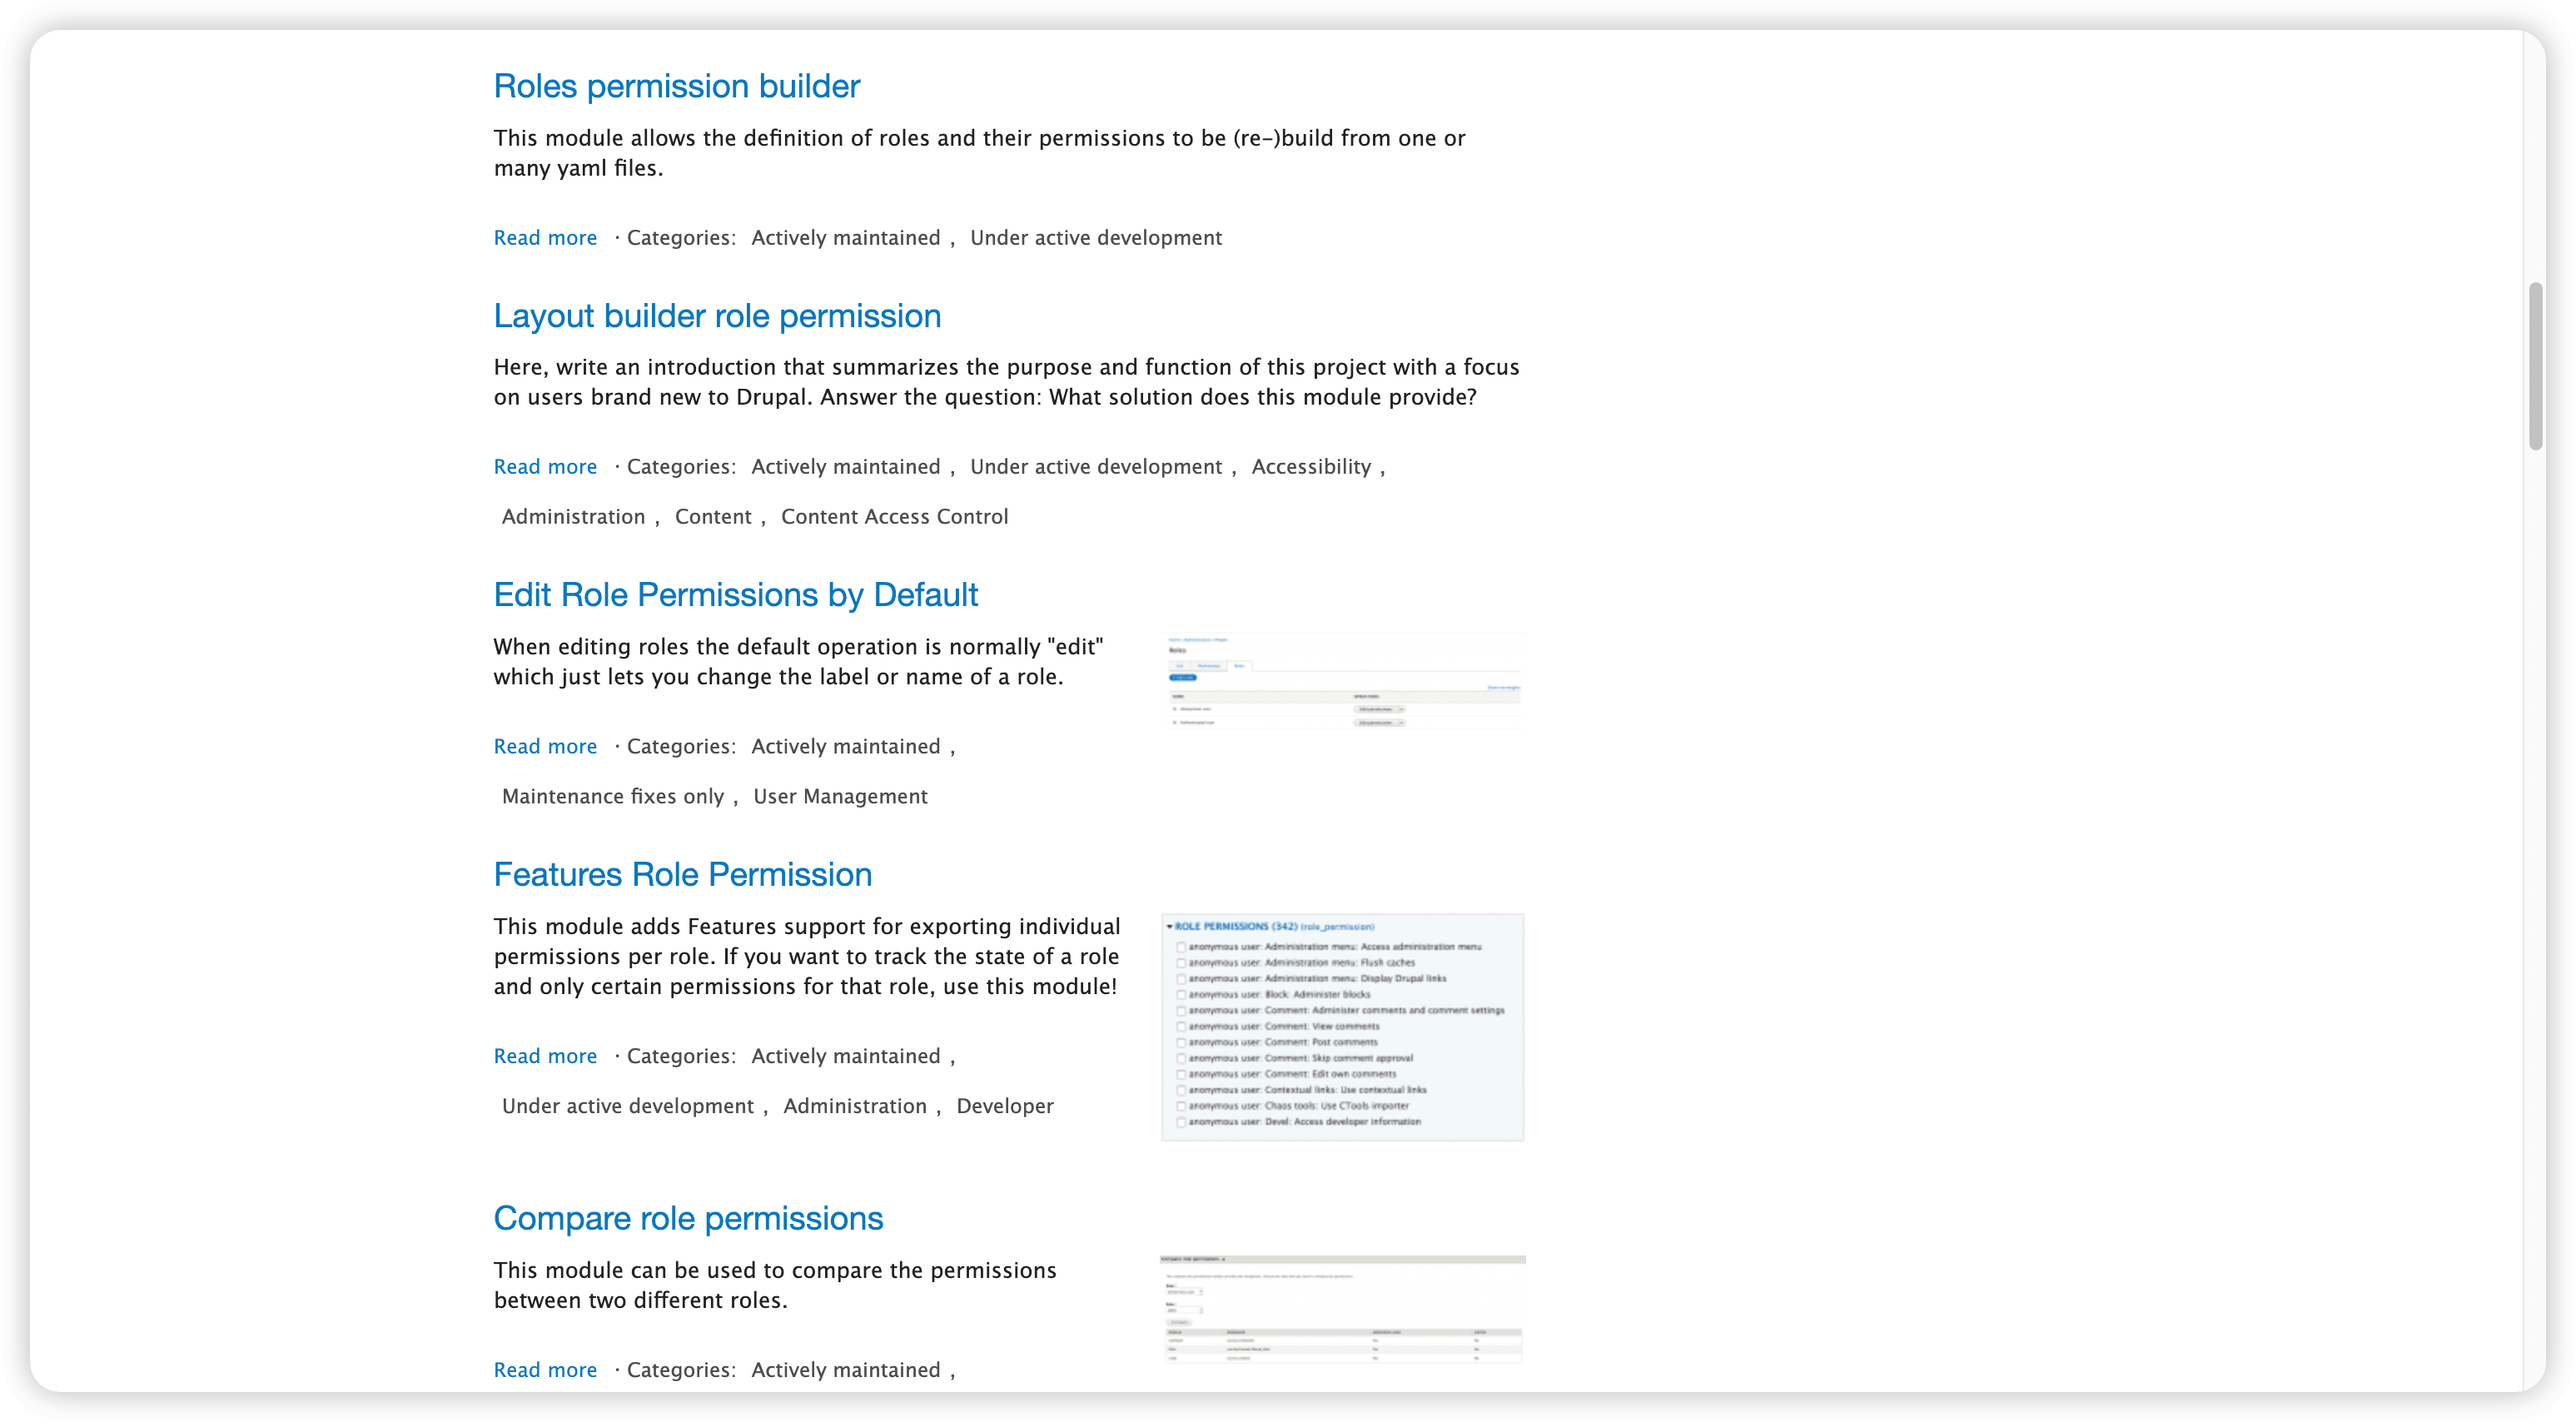 Roles permission builder
This module allows the definition of roles and their permissions to be (re-)build from one or
many yaml files.
Read more · Categories: Actively maintained , Under active development
Layout builder role permission
Here, write an introduction that summarizes the purpose and function of this project with a focus
on users brand new to Drupal. Answer the question: What solution does this module provide?
Read more · Categories: Actively maintained , Under active development , Accessibility ,
Administration , Content , Content Access Control
Edit Role Permissions by Default
When editing roles the default operation is normally "edit"
which just lets you change the label or name of a role.
Read more · Categories: Actively maintained ,
Maintenance fixes only , User Management
Roles
Features Role Permission
This module adds Features support for exporting individual
permissions per role. If you want to track the state of a role
and only certain permissions for that role, use this module!
Read more · Categories: Actively maintained ,
Under active development , Administration , Developer
ROLE PERMISSIONS (342) (role_permission)
anonymous user: Administration menu: Access administration menu
anonymous user: Administration menu: Flush caches
anonymous user: Administration menu: Display Drupal links
anonymous user: Block: Administer blocks
anonymous user: Comment: Administer comments and comment settings
anonymous user: Comment: View comments
anonymous user: Comment: Post comments
anonymous user: Comment: Skip comment approval
anonymous user: Comment: Edit own comments
anonymous user: Contextual links: Use contextual links
anonymous user: Chaos tools: Use CTools importer
anonymous user: Devel: Access developer information
Compare role permissions
This module can be used to compare the permissions
between two different roles.
Read more · Categories: Actively maintained ,